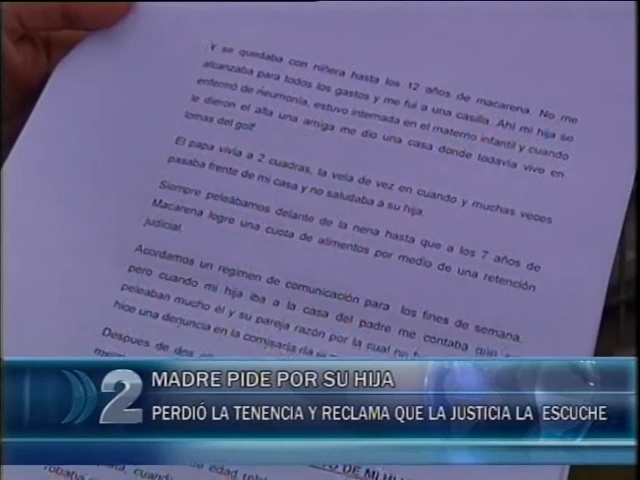 Y se quedaba con niñera hasta los 12 años de macarena. No me
alcanzaba para todos los gastos y me fui a una casilla. Ahí mi hija se
enfermó de neumonía, estuvo internada en el materno infantil y cuando
le dieron el alta una amiga me dio una casa donde todavía vivo en
lomas del golf.
El papa vivía a 2 cuadras, la veía de vez en cuando y muchas veces
pasaba frente de mi casa y no saludaba a su hija.
Siempre peleábamos delante de la nena hasta que a los 7 años de
Macarena logre una cuota de alimentos por medio de una retención
judicial.
Acordamos un régimen de comunicación para los fines de semana,
pero cuando mi hija iba a la casa del padre me contaba que
peleaban mucho él y su pareja razón por la cual
hice una denuncia en la comisaría
Despues de dos
2 MADRE PIDE POR SU HIJA
PERDIÓ LA TENENCIA Y RECLAMA QUE LA JUSTICIA LA ESCUCHE
DE MI
edad
robaba